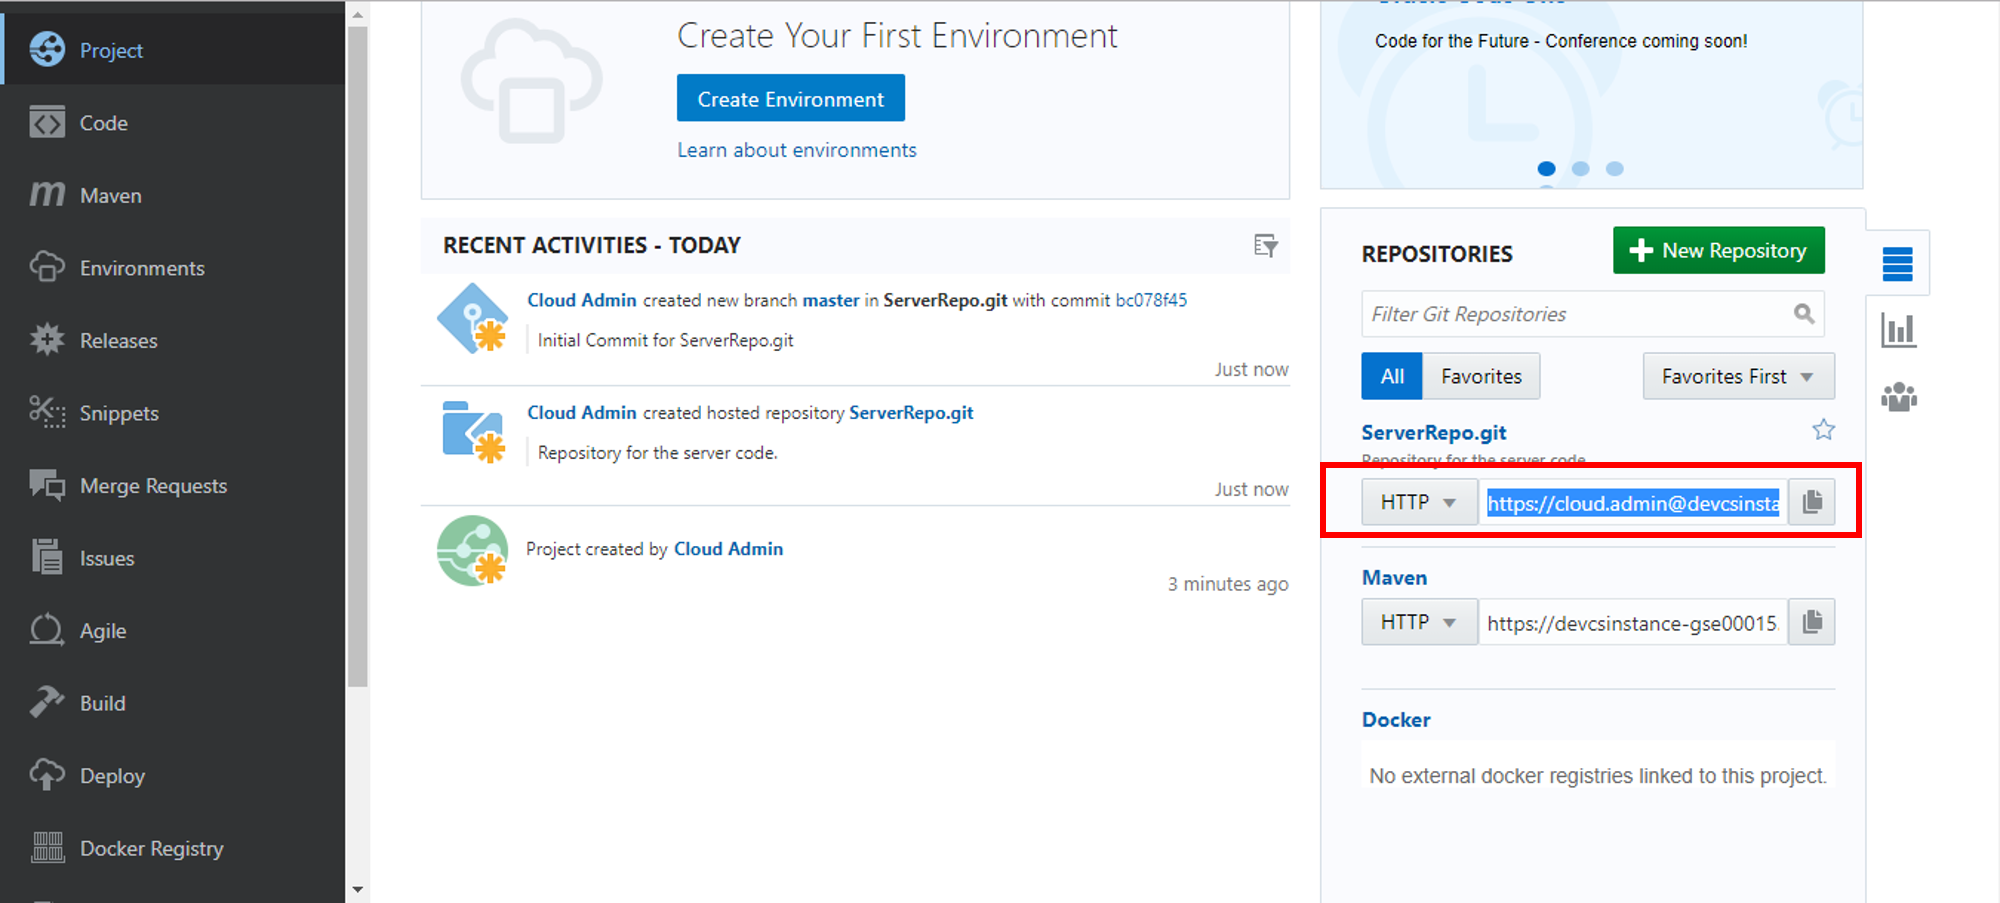 Project
Code
Maven
Environments
Releases
Snippets
Merge Requests
Issues
Agile
Build
Deploy
Docker Registry
Create Your First Environment
Create Environment
Learn about environments
RECENT ACTIVITIES - TODAY
Cloud Admin created new branch master in ServerRepo.git with commit bc078f45
Initial Commit for ServerRepo.git
Just now
Cloud Admin created hosted repository ServerRepo.git
Repository for the server code.
Just now
Project created by Cloud Admin
3 minutes ago
Code for the Future - Conference coming soon!
REPOSITORIES
New Repository
Filter Git Repositories
All Favorites
Favorites First
ServerRepo.git
Repository for the server code
HTTP https://cloud.admin@devcsinsta
Maven
HTTP https://devcsinstance-gse00015.
Docker
No external docker registries linked to this project.